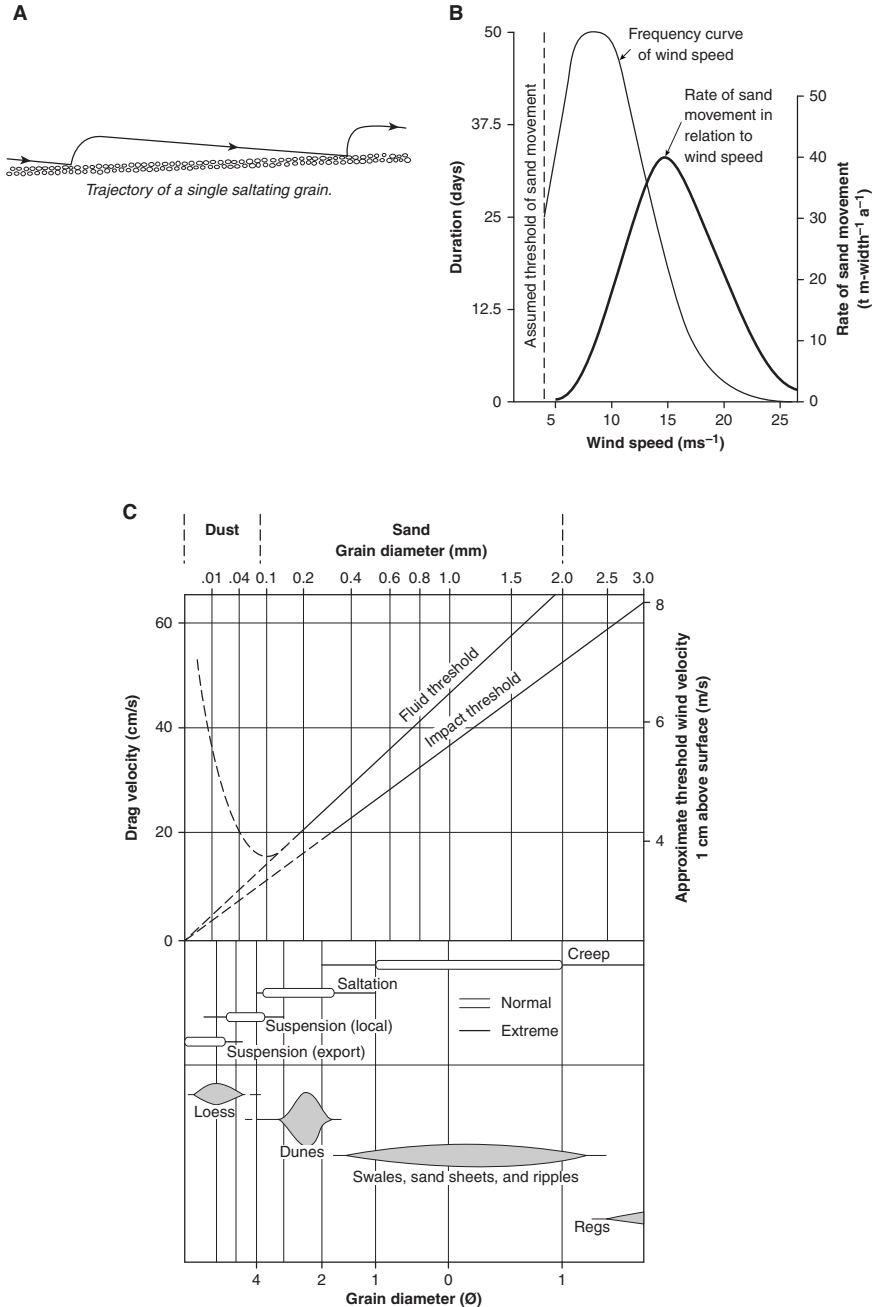 A
Trajectory of a single saltating grain.
B
Frequency curve
of wind speed
Rate of sand
movement in
relation to
wind speed
Assumed threshold of sand movement
Duration (days)
50
37.5
25
12.5
0
Rate of sand movement
(t m-width⁻¹ a⁻¹)
50
40
30
20
10
0
5 10 15 20 25
Wind speed (ms⁻¹)
C
Dust Sand
Grain diameter (mm)
.01 .04 0.1 0.2 0.4 0.6 0.8 1.0 1.5 2.0 2.5 3.0
Drag velocity (cm/s)
60
40
20
0
Fluid threshold
Impact threshold
8
6
4
Approximate threshold wind velocity
1 cm above surface (m/s)
Creep
Saltation
Suspension (local)
Suspension (export)
Normal
Extreme
Loess
Dunes
Swales, sand sheets, and ripples
Regs
4 2 1 0 1
Grain diameter (Ø)